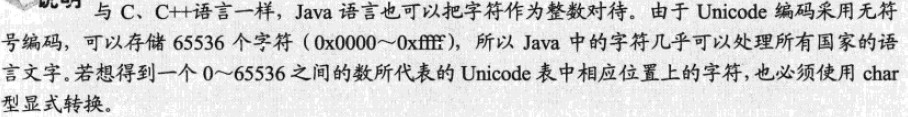 说明 与 C、C++语言一样，Java 语言也可以把字符作为整数对待。由于 Unicode 编码采用无符
号编码，可以存储 65536 个字符（0x0000～0xffff），所以 Java 中的字符几乎可以处理所有国家的语
言文字。若想得到一个 0～65536 之间的数所代表的 Unicode 表中相应位置上的字符，也必须使用 char
型显式转换。